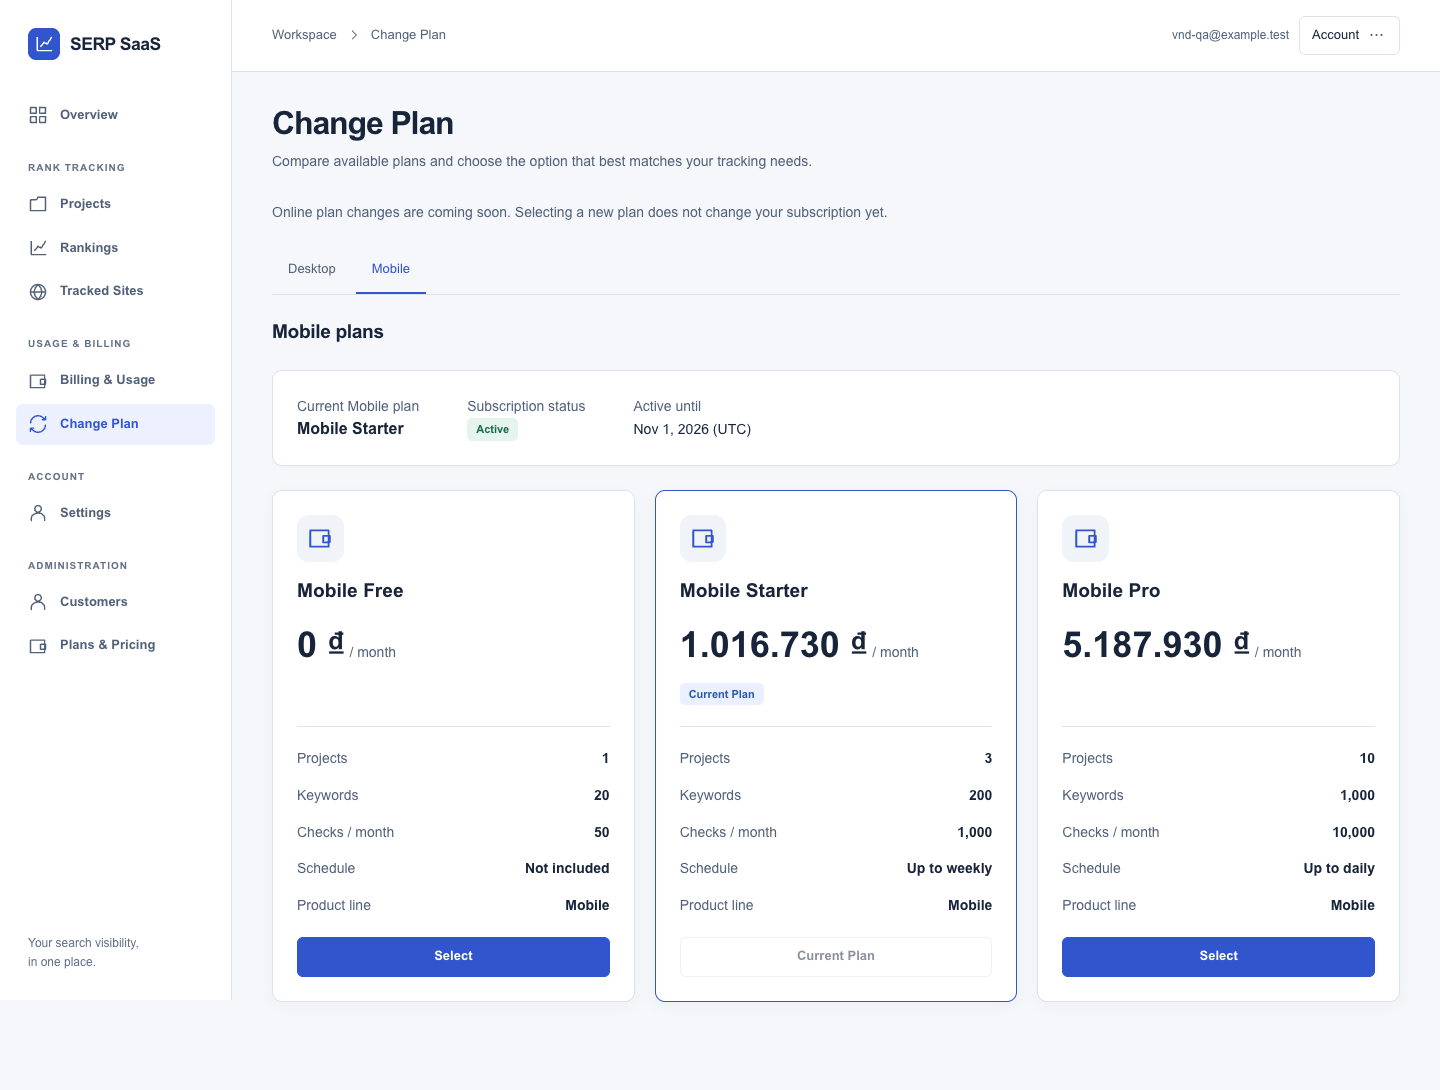 SERP SaaS
Overview
RANK TRACKING
Projects
Rankings
Tracked Sites
USAGE & BILLING
Billing & Usage
Change Plan
ACCOUNT
Settings
ADMINISTRATION
Customers
Plans & Pricing
Your search visibility,
in one place.
Workspace > Change Plan
vnd-qa@example.test
Account ···
Change Plan
Compare available plans and choose the option that best matches your tracking needs.
Online plan changes are coming soon. Selecting a new plan does not change your subscription yet.
Desktop Mobile
Mobile plans
Current Mobile plan
Mobile Starter
Subscription status
Active
Active until
Nov 1, 2026 (UTC)
Mobile Free
0 ₫ / month
Projects 1
Keywords 20
Checks / month 50
Schedule Not included
Product line Mobile
Select
Mobile Starter
1.016.730 ₫ / month
Current Plan
Projects 3
Keywords 200
Checks / month 1,000
Schedule Up to weekly
Product line Mobile
Current Plan
Mobile Pro
5.187.930 ₫ / month
Projects 10
Keywords 1,000
Checks / month 10,000
Schedule Up to daily
Product line Mobile
Select